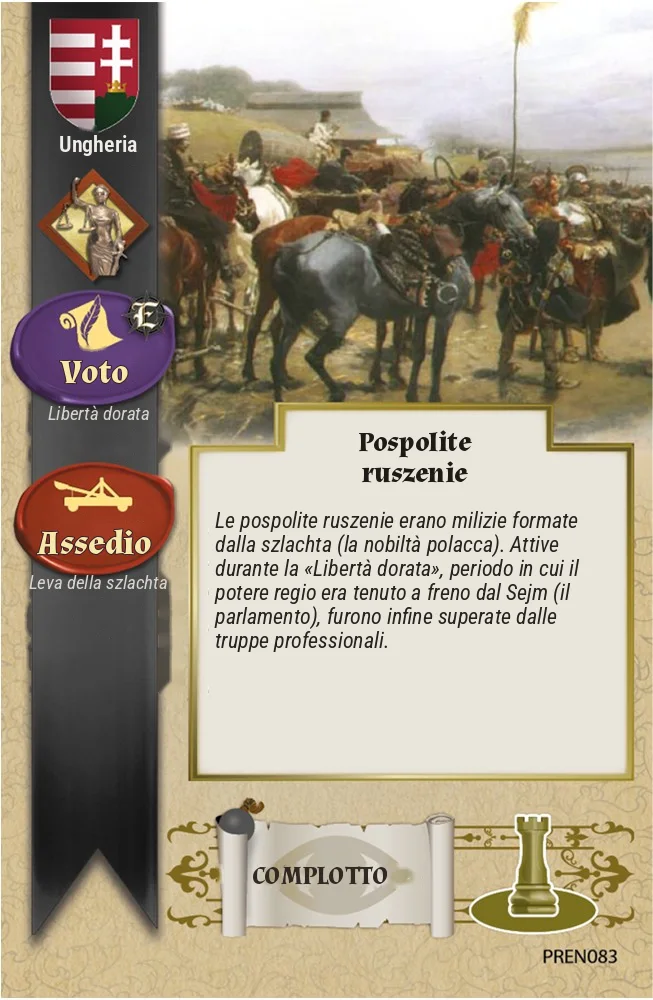 Ungheria
E
Voto
Libertà dorata
Assedio
Leva della szlachta
Pospolite
ruszenie
Le pospolite ruszenie erano milizie formate
dalla szlachta (la nobiltà polacca). Attive
durante la «Libertà dorata», periodo in cui il
potere regio era tenuto a freno dal Sejm (il
parlamento), furono infine superate dalle
truppe professionali.
COMPLOTTO
PREN083